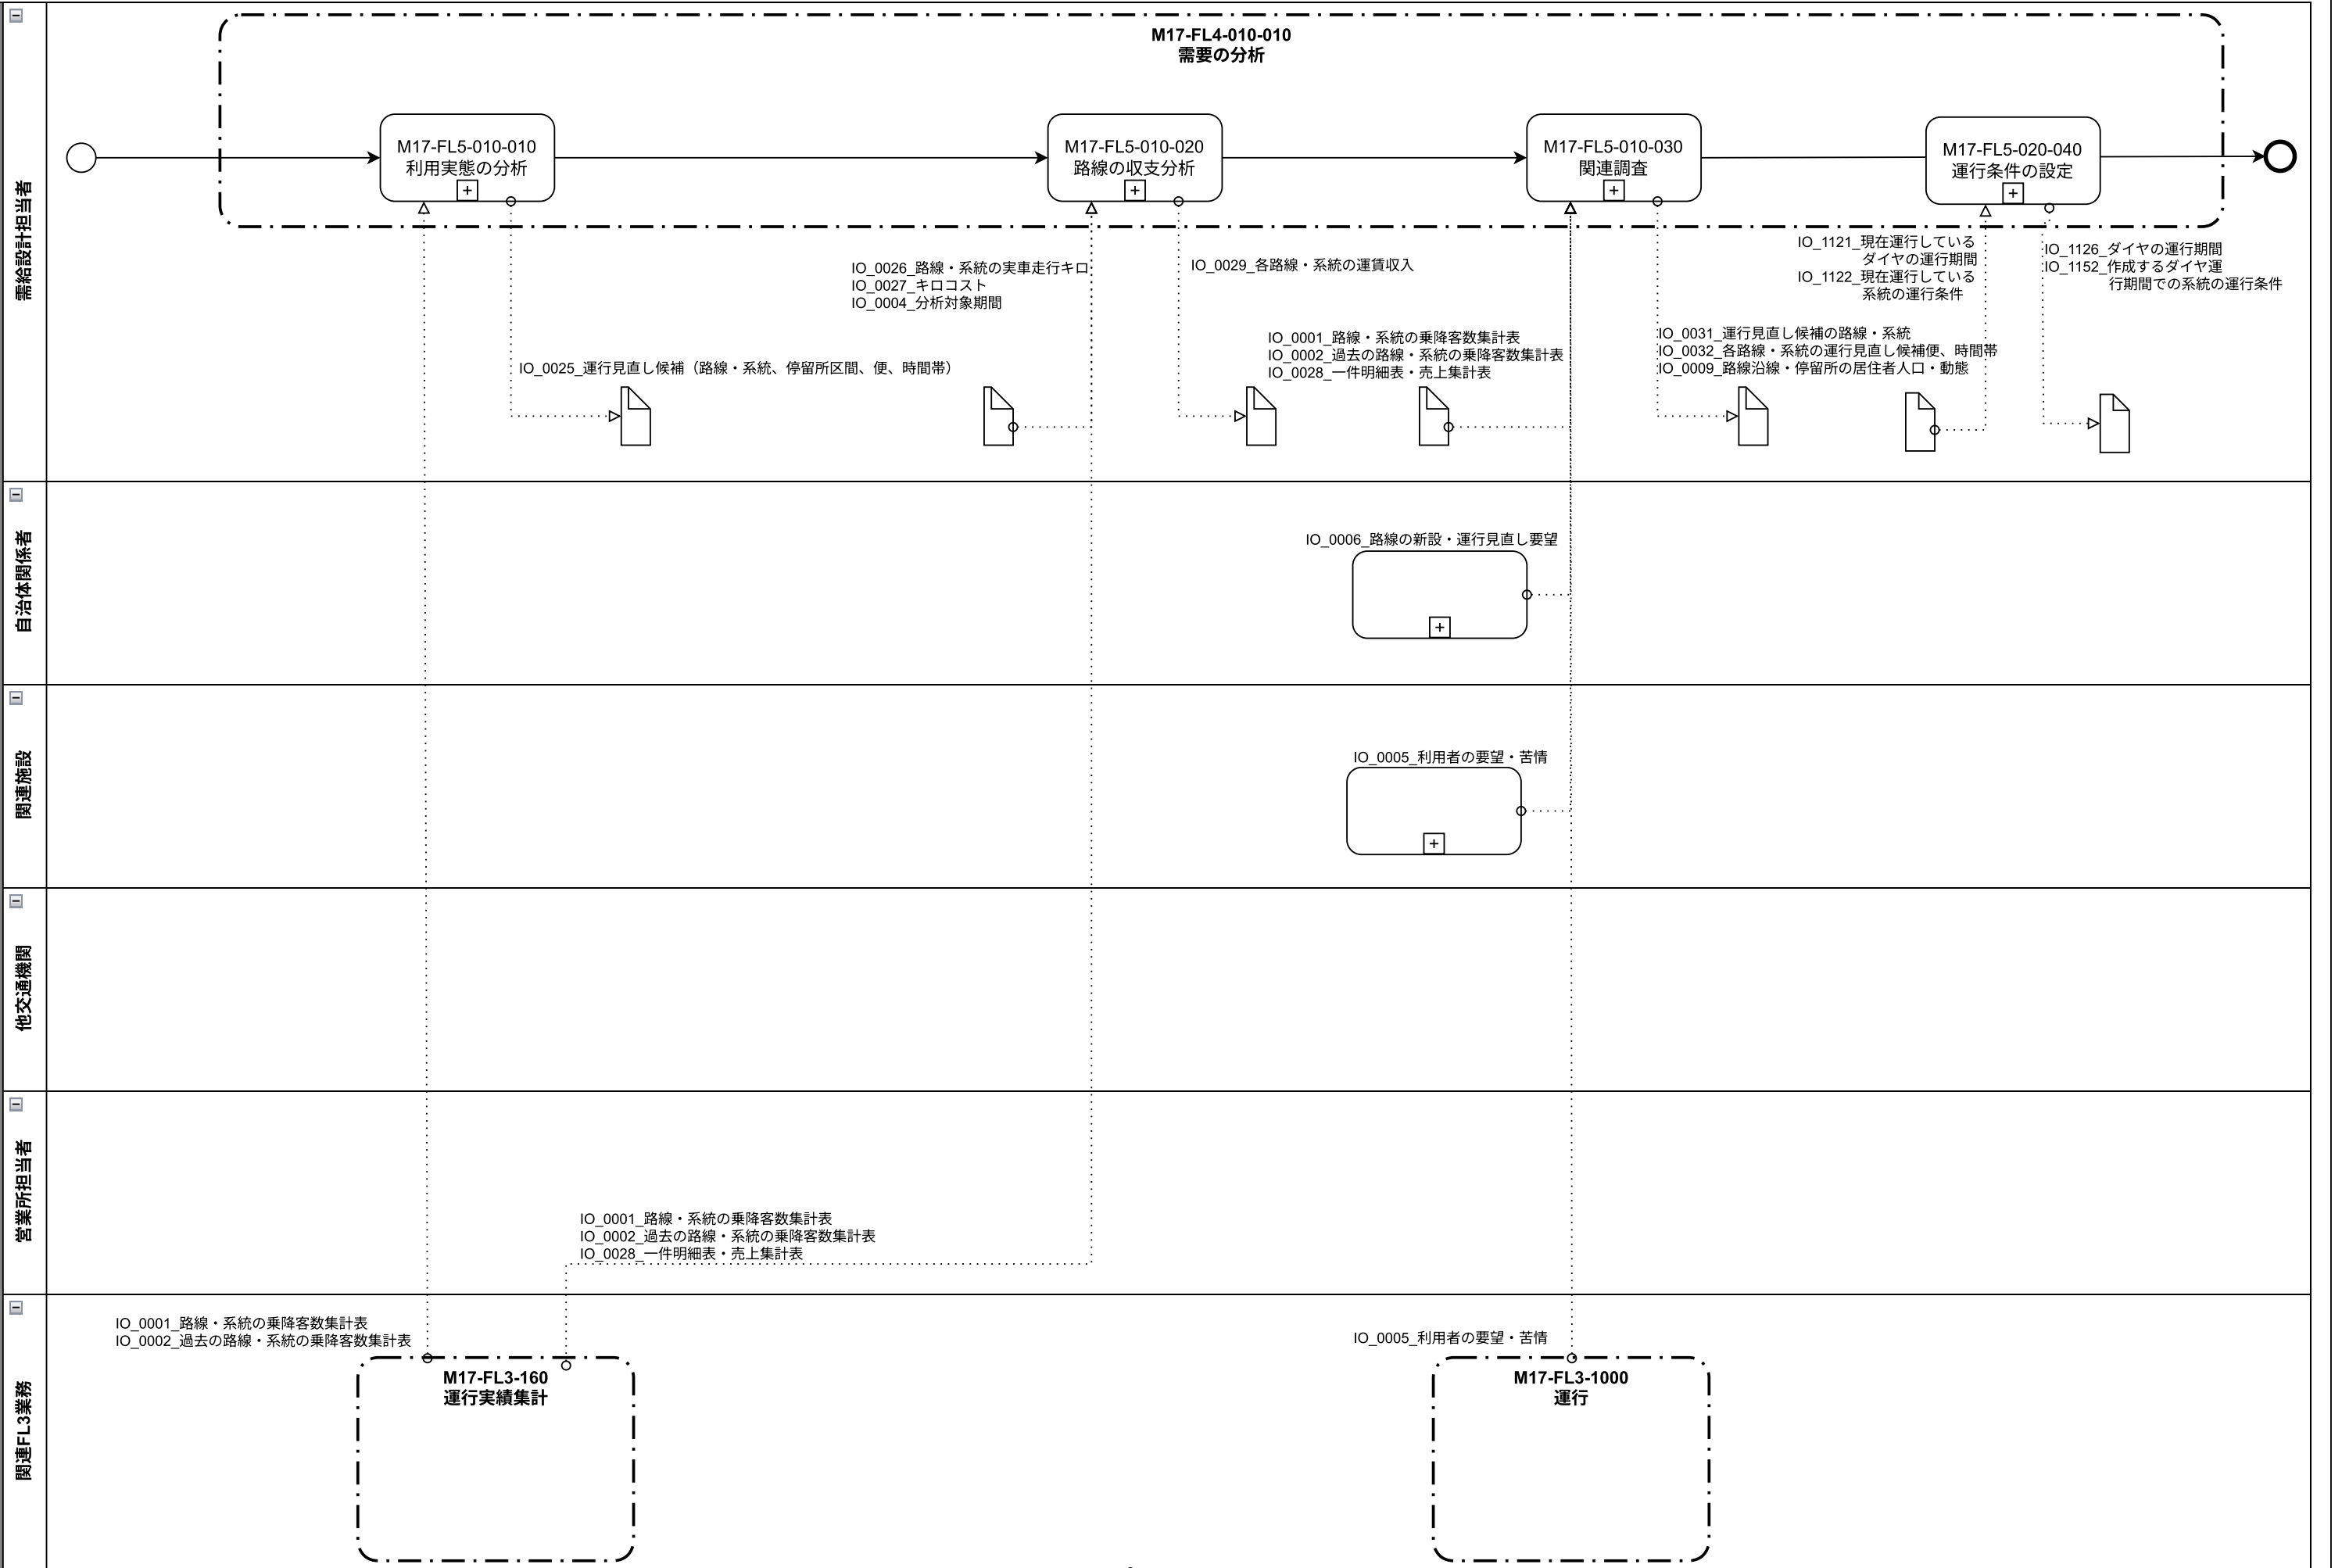 M17-FL4-010-010
需要の分析
需給設計担当者
M17-FL5-010-010
利用実態の分析
M17-FL5-010-020
路線の収支分析
M17-FL5-010-030
関連調査
M17-FL5-020-040
運行条件の設定
IO_0025_運行見直し候補（路線・系統、停留所区間、便、時間帯）
IO_0026_路線・系統の実車走行キロ
IO_0027_キロコスト
IO_0004_分析対象期間
IO_0029_各路線・系統の運賃収入
IO_0001_路線・系統の乗降客数集計表
IO_0002_過去の路線・系統の乗降客数集計表
IO_0028_一件明細表・売上集計表
IO_0031_運行見直し候補の路線・系統
IO_0032_各路線・系統の運行見直し候補便、時間帯
IO_0009_路線沿線・停留所の居住者人口・動態
IO_1121_現在運行している
ダイヤの運行期間
IO_1122_現在運行している
系統の運行条件
IO_1126_ダイヤの運行期間
IO_1152_作成するダイヤ運
行期間での系統の運行条件
自治体関係者
IO_0006_路線の新設・運行見直し要望
関連施設
IO_0005_利用者の要望・苦情
他交通機関
営業所担当者
IO_0001_路線・系統の乗降客数集計表
IO_0002_過去の路線・系統の乗降客数集計表
IO_0028_一件明細表・売上集計表
関連FL3業務
IO_0001_路線・系統の乗降客数集計表
IO_0002_過去の路線・系統の乗降客数集計表
M17-FL3-160
運行実績集計
IO_0005_利用者の要望・苦情
M17-FL3-1000
運行